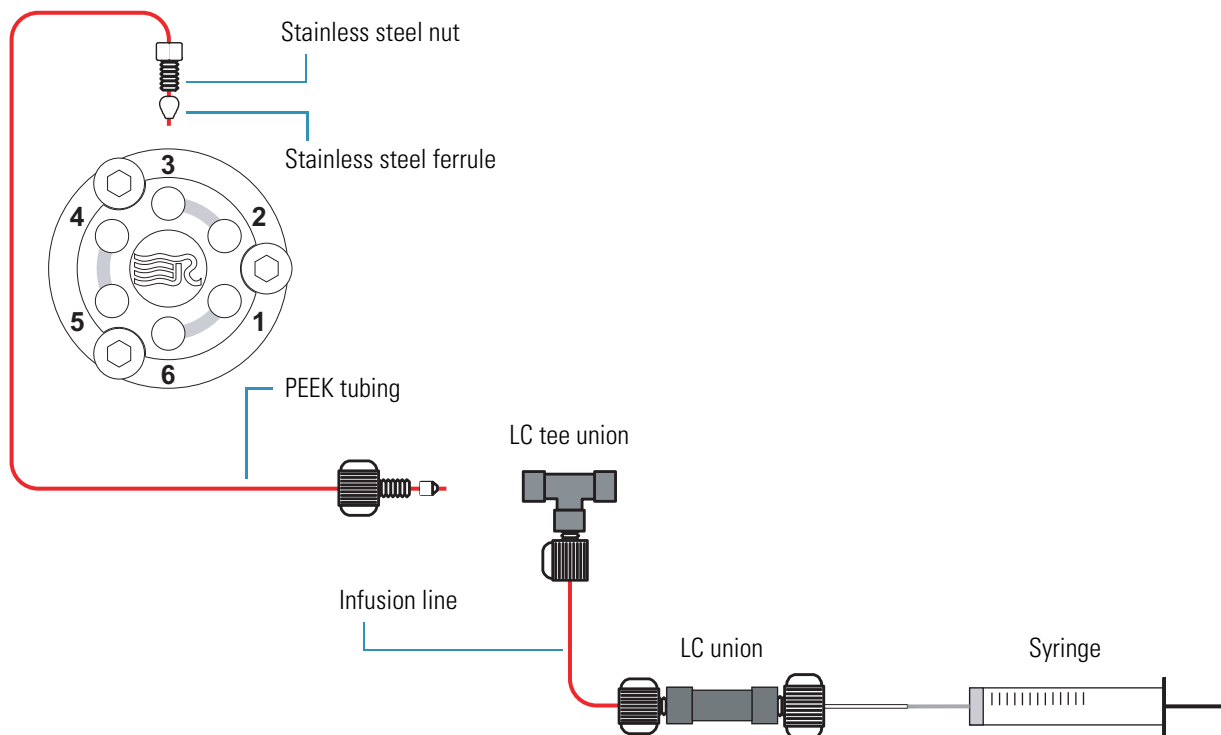 Stainless steel nut
Stainless steel ferrule
3
4
2
5
1
6
PEEK tubing
LC tee union
Infusion line
LC union
Syringe